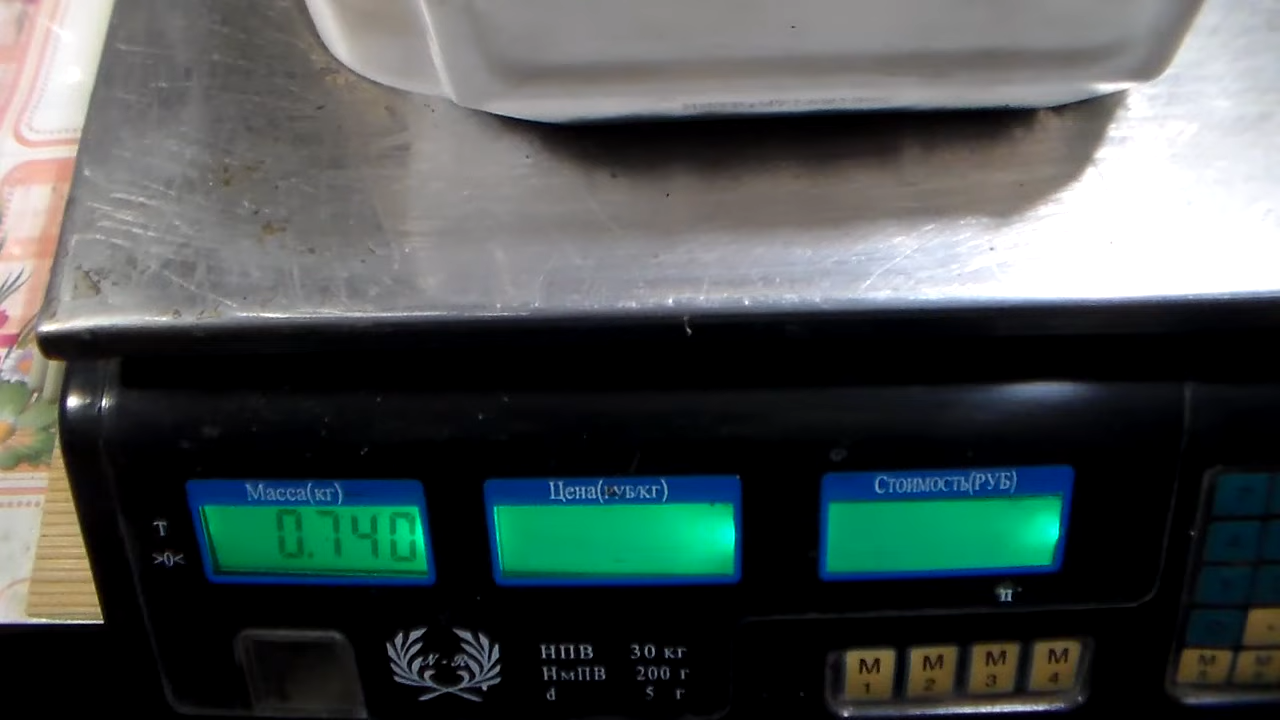 Масса(кг)
Цена(руб/кг)
Стоимость(РУБ)
0.740
T
>0<
N-R
НПВ 30 кг
НмПВ 200 г
d 5 г
M 1
M 2
M 3
M 4